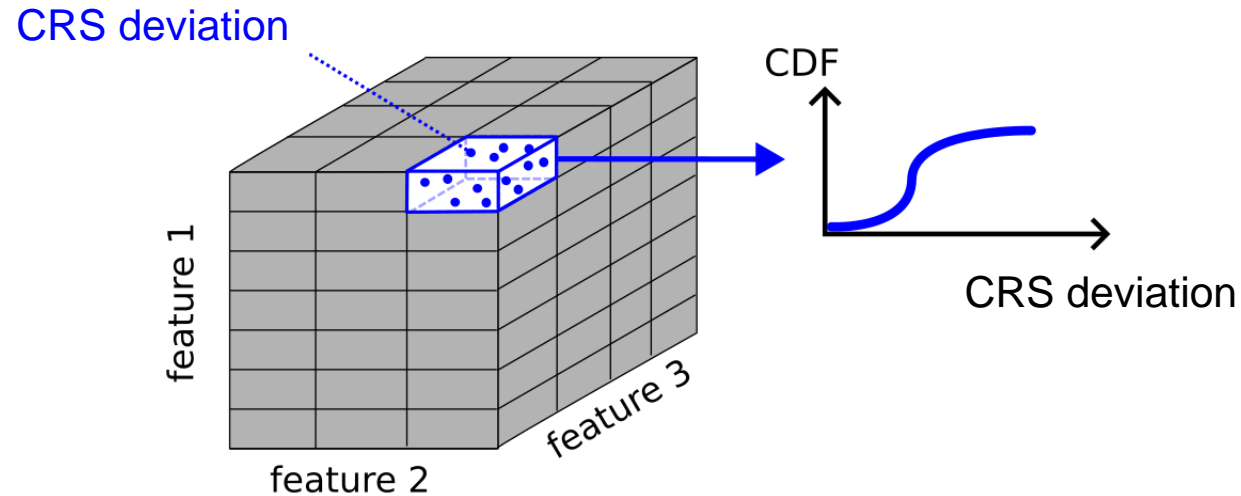 CRS deviation
CDF
feature 1
CRS deviation
feature 3
feature 2